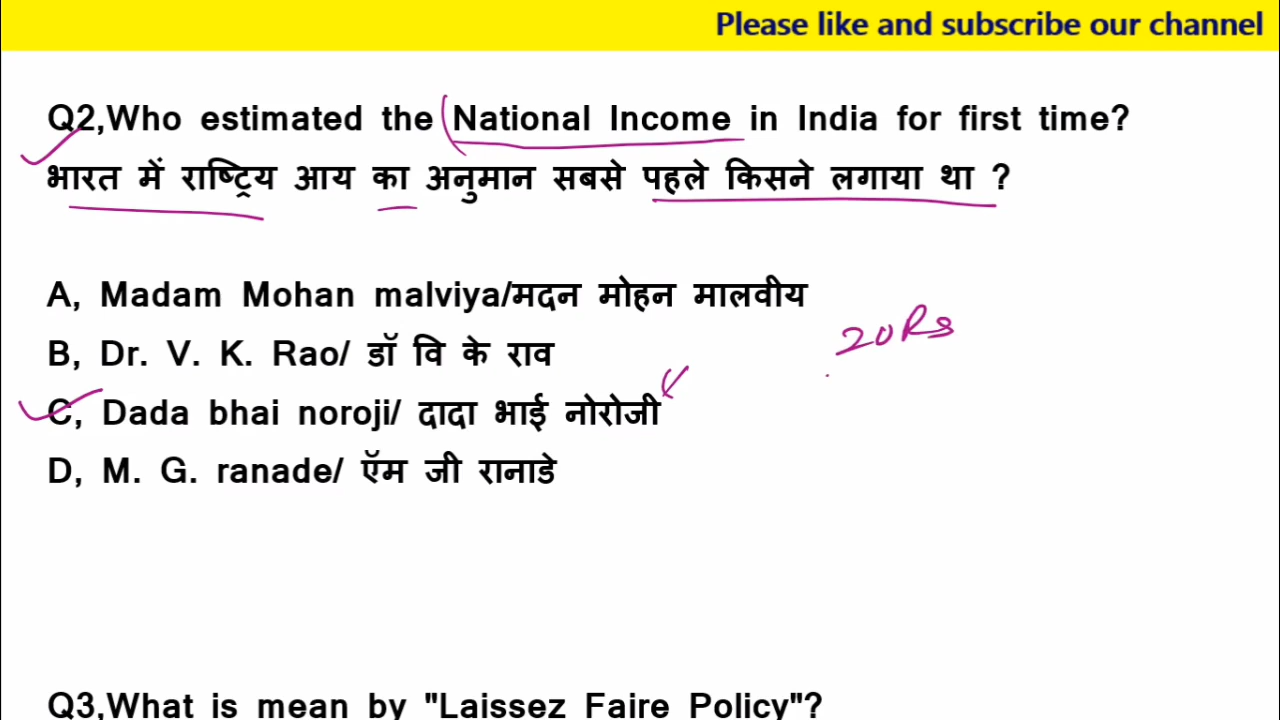 Please like and subscribe our channel
Q2,Who estimated the National Income in India for first time?
भारत में राष्ट्रिय आय का अनुमान सबसे पहले किसने लगाया था ?
A, Madam Mohan malviya/मदन मोहन मालवीय
20Rs
B, Dr. V. K. Rao/ डॉ वि के राव
C, Dada bhai noroji/ दादा भाई नोरोजी
D, M. G. ranade/ ऍम जी रानाडे
Q3,What is mean by "Laissez Faire Policy"?